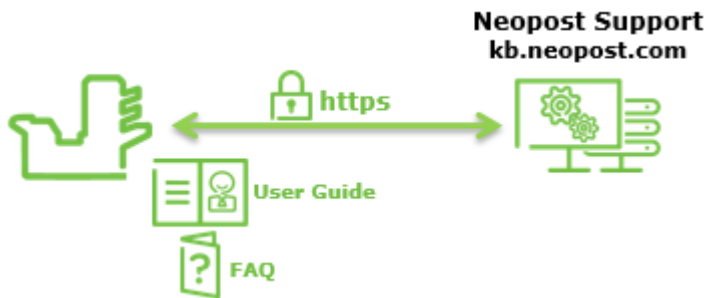 Neopost Support
kb.neopost.com
https
User Guide
?
FAQ